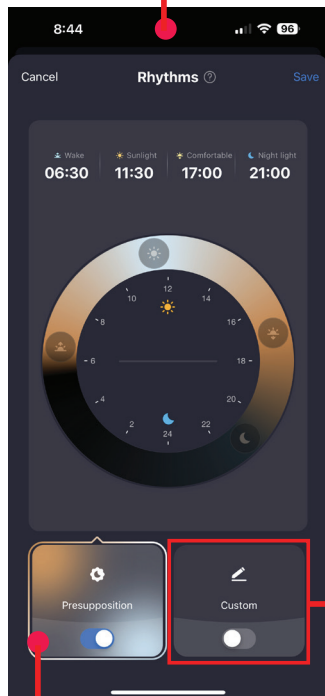 8:44 96
Cancel Rhythms ? Save
Wake Sunlight Comfortable Night light
06:30 11:30 17:00 21:00
12
10 14
8 16
6 18
4 20
2 22
24
Presupposition Custom